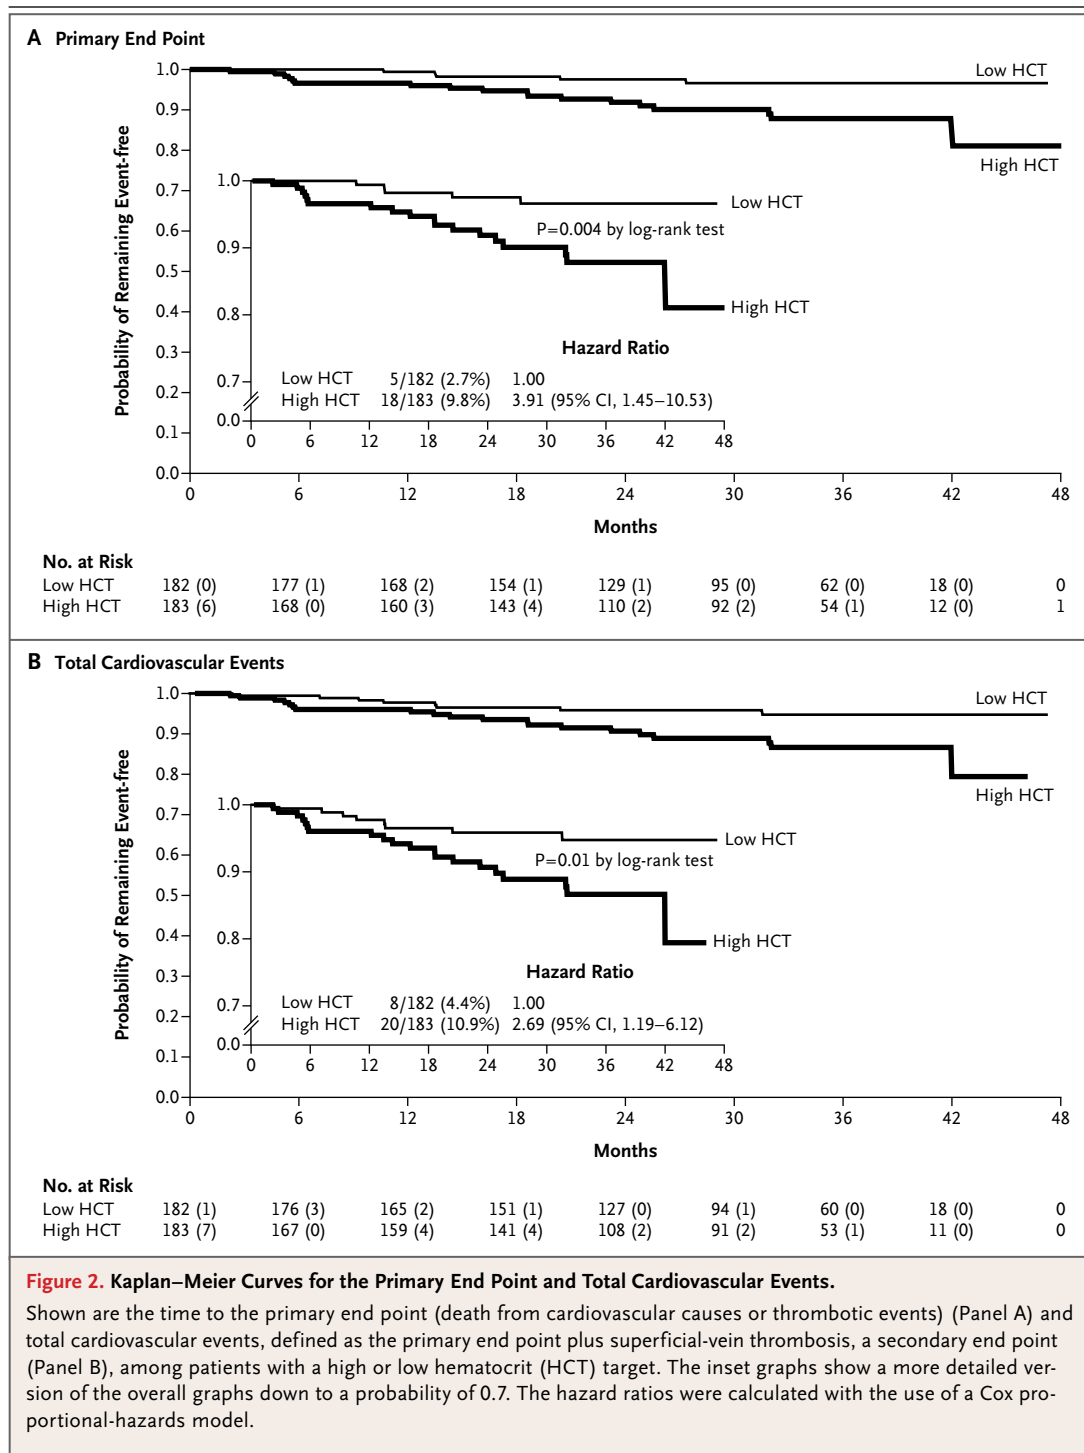 A Primary End Point
Probability of Remaining Event-free
1.0
0.9
0.8
0.7
0.6
0.5
0.4
0.3
0.2
0.1
0.0
Low HCT
High HCT
1.0
0.9
0.8
0.7
0.0
Low HCT
P=0.004 by log-rank test
High HCT
Hazard Ratio
Low HCT 5/182 (2.7%) 1.00
High HCT 18/183 (9.8%) 3.91 (95% CI, 1.45–10.53)
0 6 12 18 24 30 36 42 48
0 6 12 18 24 30 36 42 48
Months
No. at Risk
Low HCT 182 (0) 177 (1) 168 (2) 154 (1) 129 (1) 95 (0) 62 (0) 18 (0) 0
High HCT 183 (6) 168 (0) 160 (3) 143 (4) 110 (2) 92 (2) 54 (1) 12 (0) 1
B Total Cardiovascular Events
Probability of Remaining Event-free
1.0
0.9
0.8
0.7
0.6
0.5
0.4
0.3
0.2
0.1
0.0
Low HCT
High HCT
1.0
0.9
0.8
0.7
0.0
Low HCT
P=0.01 by log-rank test
High HCT
Hazard Ratio
Low HCT 8/182 (4.4%) 1.00
High HCT 20/183 (10.9%) 2.69 (95% CI, 1.19–6.12)
0 6 12 18 24 30 36 42 48
0 6 12 18 24 30 36 42 48
Months
No. at Risk
Low HCT 182 (1) 176 (3) 165 (2) 151 (1) 127 (0) 94 (1) 60 (0) 18 (0) 0
High HCT 183 (7) 167 (0) 159 (4) 141 (4) 108 (2) 91 (2) 53 (1) 11 (0) 0
Figure 2. Kaplan–Meier Curves for the Primary End Point and Total Cardiovascular Events.
Shown are the time to the primary end point (death from cardiovascular causes or thrombotic events) (Panel A) and
total cardiovascular events, defined as the primary end point plus superficial-vein thrombosis, a secondary end point
(Panel B), among patients with a high or low hematocrit (HCT) target. The inset graphs show a more detailed ver-
sion of the overall graphs down to a probability of 0.7. The hazard ratios were calculated with the use of a Cox pro-
portional-hazards model.